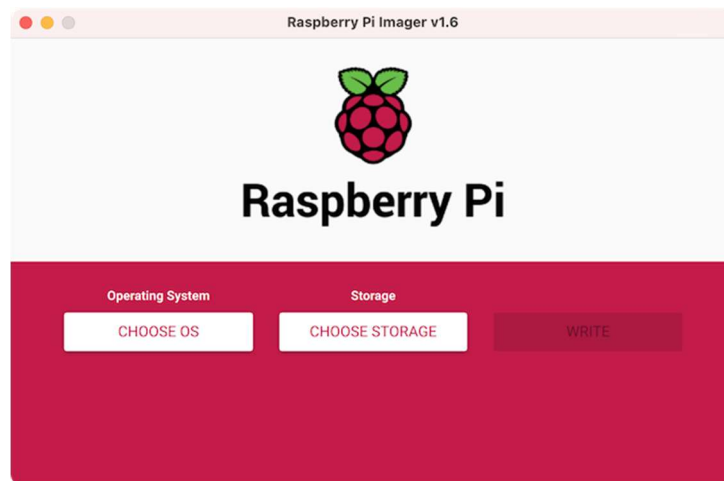 Raspberry Pi Imager v1.6
Raspberry Pi
Operating System
Storage
CHOOSE OS
CHOOSE STORAGE
WRITE